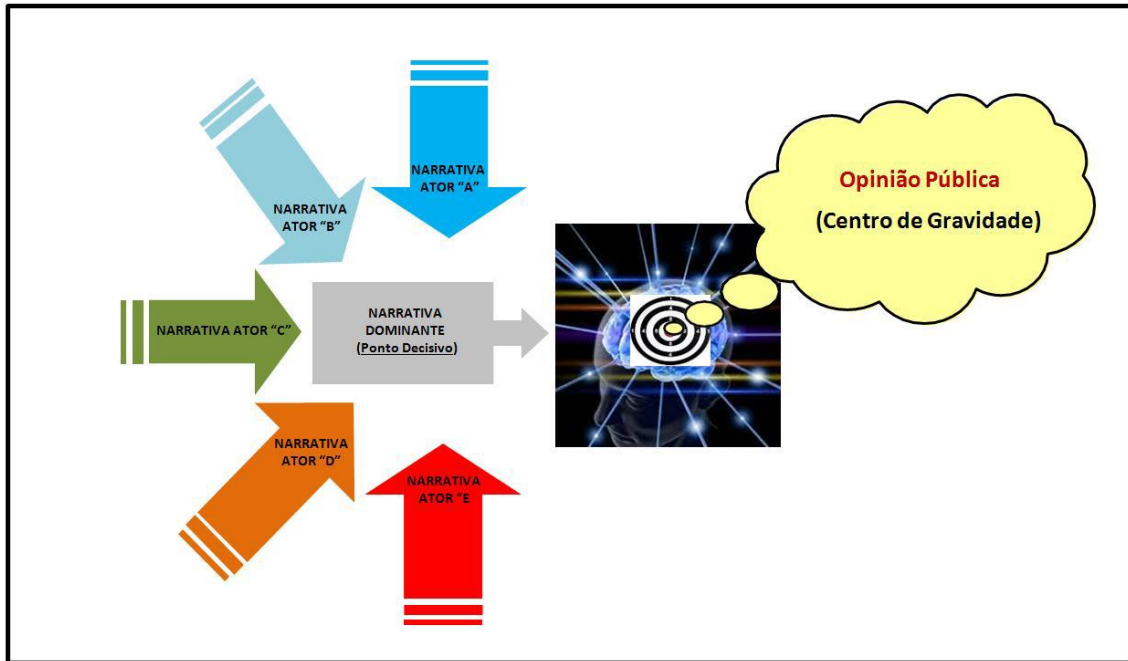 NARRATIVA
ATOR “A”
NARRATIVA
ATOR “B”
NARRATIVA ATOR “C”
NARRATIVA
ATOR “D”
NARRATIVA
ATOR “E
NARRATIVA
DOMINANTE
(Ponto Decisivo)
Opinião Pública
(Centro de Gravidade)